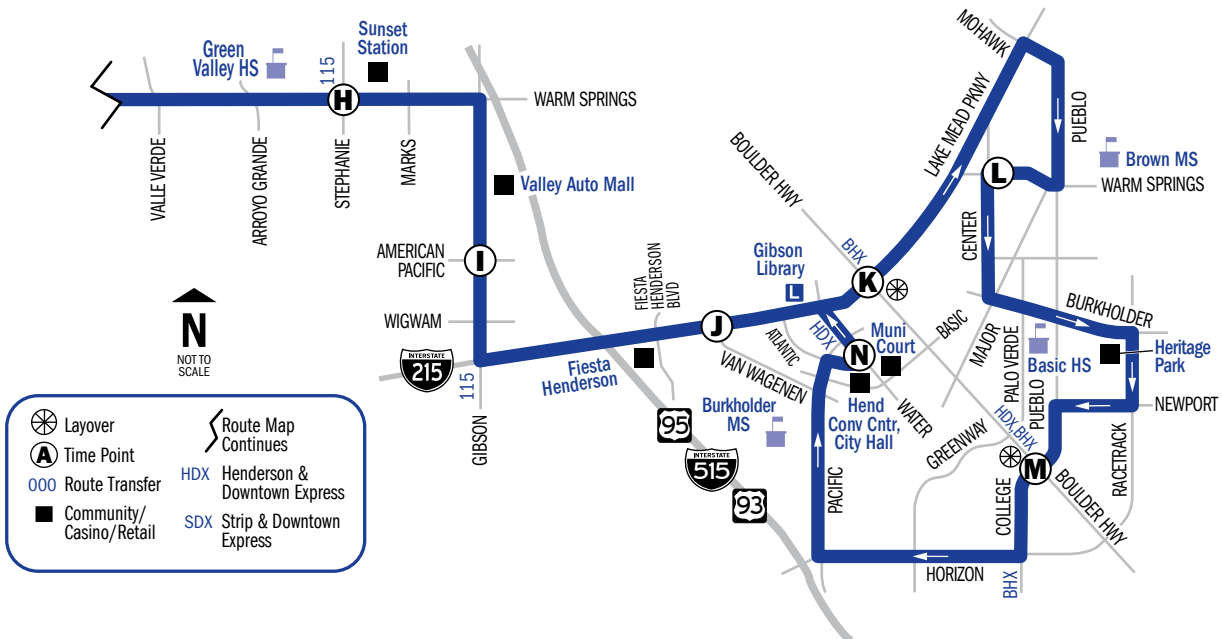 MOHAWK
Sunset
Station
Green
Valley HS
115
H
WARM SPRINGS
VALLE VERDE
ARROYO GRANDE
STEPHANIE
MARKS
Valley Auto Mall
LAKE MEAD PKWY
PUEBLO
BOULDER HWY
Brown MS
L
WARM SPRINGS
CENTER
AMERICAN
PACIFIC
I
BHX
Gibson
Library
L
K
FIESTA
HENDERSON
BLVD
N
NOT TO
SCALE
WIGWAM
J
HDX
Muni
Court
BASIC
MAJOR
BURKHOLDER
ATLANTIC
N
PALO VERDE
Basic HS
Heritage
Park
INTERSTATE
215
115
Fiesta
Henderson
VAN WAGENEN
Hend
Conv Cntr,
City Hall
WATER
PUEBLO
NEWPORT
GIBSON
95
INTERSTATE
515
93
Burkholder
MS
PACIFIC
GREENWAY
HDX, BHX
M
COLLEGE
BOULDER HWY
RACETRACK
HORIZON
BHX
Layover
A Time Point
000 Route Transfer
Community/
Casino/Retail
Route Map
Continues
HDX Henderson &
Downtown Express
SDX Strip & Downtown
Express